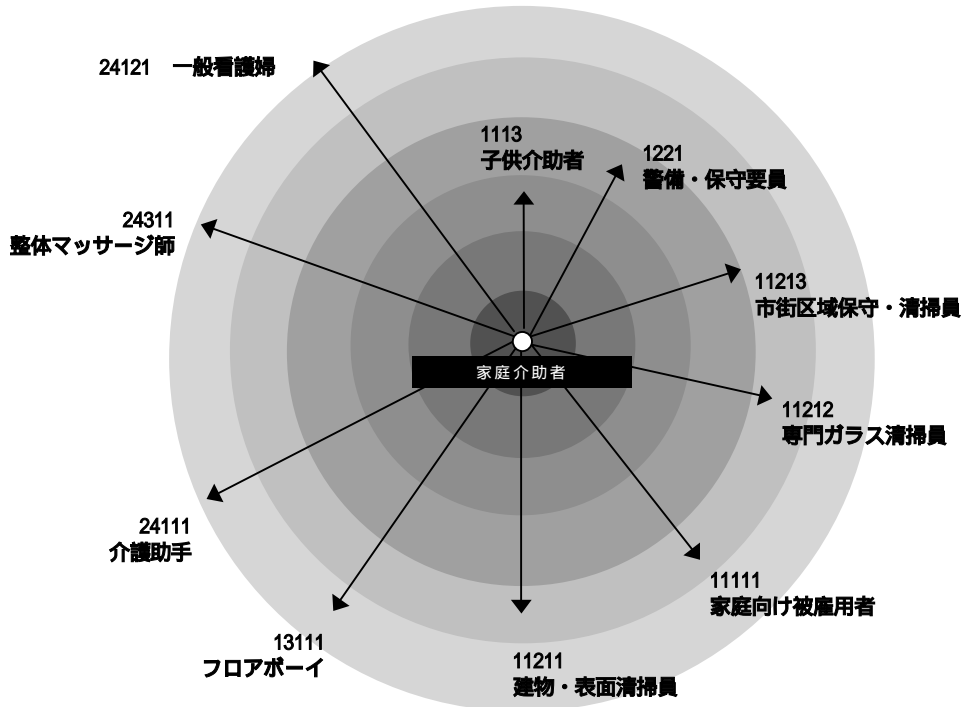 24121 一般看護婦
1113
子供介助者
1221
警備・保守要員
24311
整体マッサージ師
11213
市街区域保守・清掃員
家庭介助者
11212
専門ガラス清掃員
24111
介護助手
11111
家庭向け被雇用者
13111
フロアボーイ
11211
建物・表面清掃員